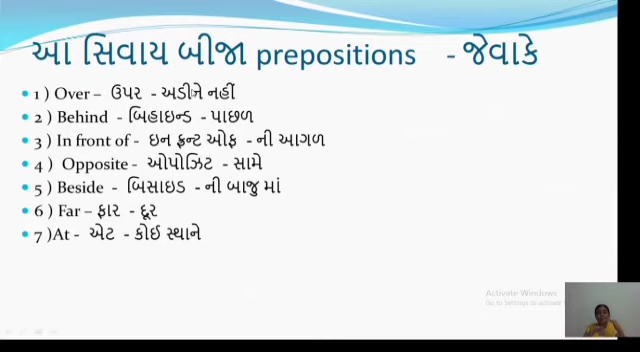 આ સિવાય બીજા prepositions - જેવાકે
1 ) Over – ઉપર - અડીને નહીં
2 ) Behind - બિહાઇન્ડ - પાછળ
3 ) In front of - ઇન ફ્રન્ટ ઓફ - ની આગળ
4 ) Opposite - ઓપોઝિટ - સામે
5 ) Beside - બિસાઇડ - ની બાજુ માં
6 ) Far – ફાર - દૂર
7 )At - એટ - કોઈ સ્થાને
Activate Windows
Go to Settings to activate